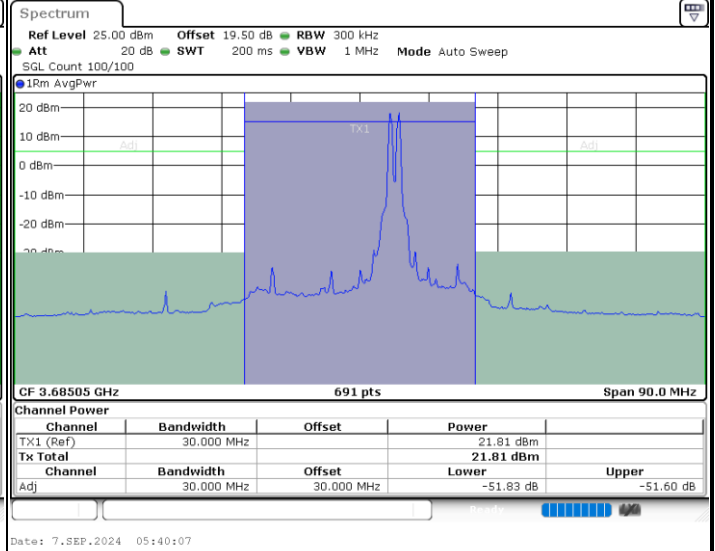 Spectrum
Ref Level 25.00 dBm Offset 19.50 dB RBW 300 kHz
Att 20 dB SWT 200 ms VBW 1 MHz Mode Auto Sweep
SGL Count 100/100
1Rm AvgPwr
20 dBm
TX1
10 dBm
Adj Adj
0 dBm
-10 dBm
-20 dBm
-30 dBm
CF 3.68505 GHz 691 pts Span 90.0 MHz
Channel Power
Channel Bandwidth Offset Power
TX1 (Ref) 30.000 MHz 21.81 dBm
Tx Total 21.81 dBm
Channel Bandwidth Offset Lower Upper
Adj 30.000 MHz 30.000 MHz -51.83 dB -51.60 dB
Ready
Date: 7.SEP.2024 05:40:07